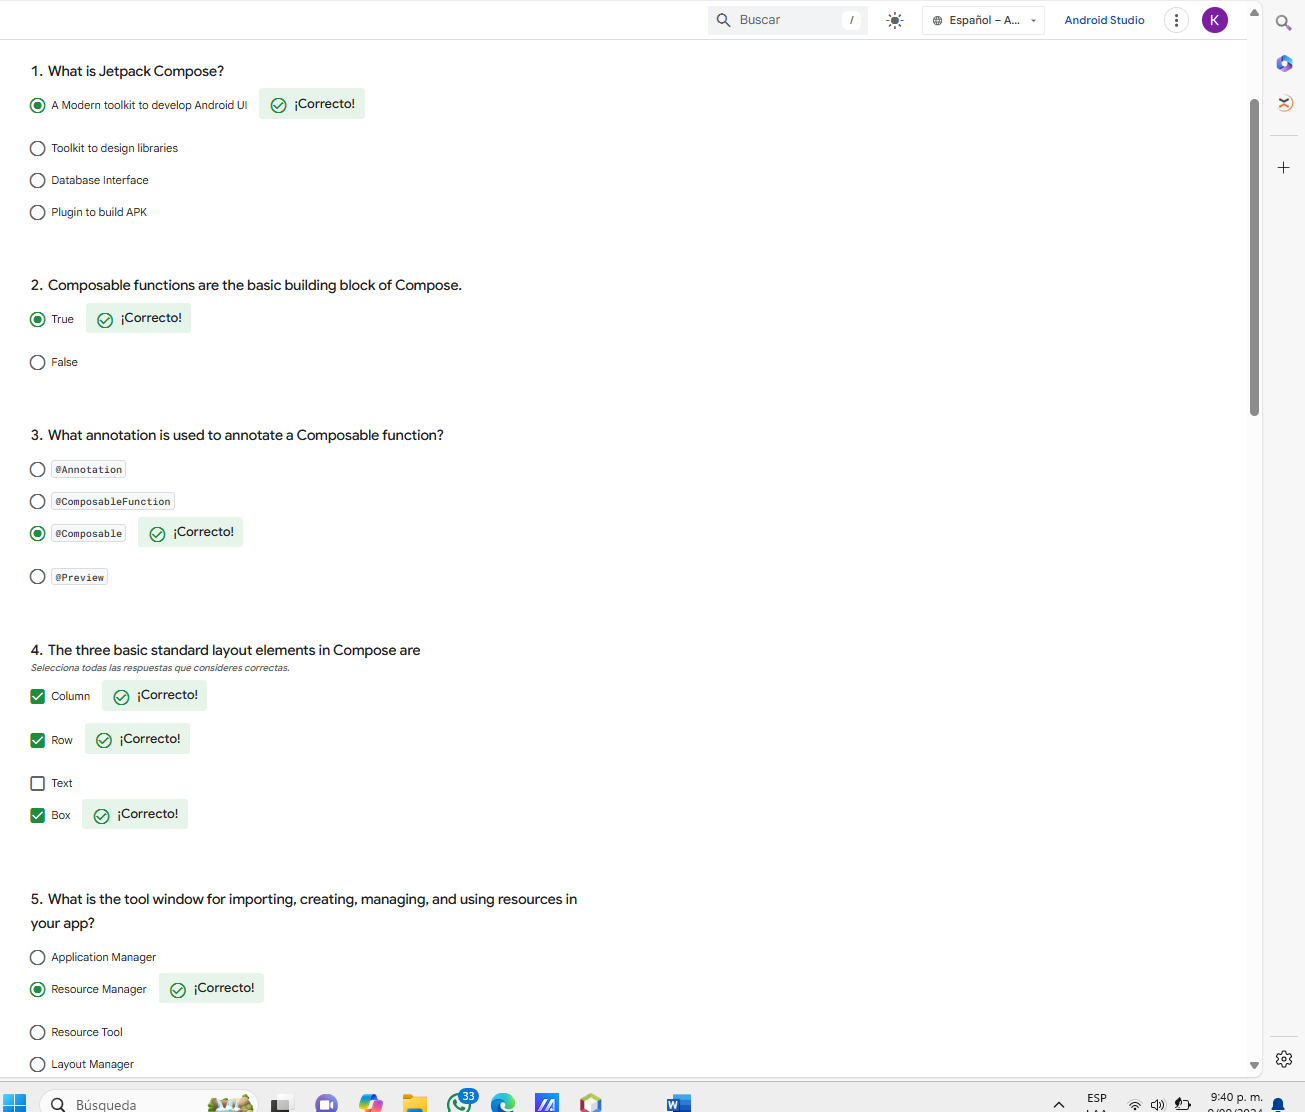 Buscar
/
Español – A...
Android Studio
K
1. What is Jetpack Compose?
A Modern toolkit to develop Android UI
¡Correcto!
Toolkit to design libraries
Database Interface
Plugin to build APK
2. Composable functions are the basic building block of Compose.
True
¡Correcto!
False
3. What annotation is used to annotate a Composable function?
@Annotation
@ComposableFunction
@Composable
¡Correcto!
@Preview
4. The three basic standard layout elements in Compose are
Selecciona todas las respuestas que consideres correctas.
Column
¡Correcto!
Row
¡Correcto!
Text
Box
¡Correcto!
5. What is the tool window for importing, creating, managing, and using resources in
your app?
Application Manager
Resource Manager
¡Correcto!
Resource Tool
Layout Manager
Búsqueda
33
ESP
9:40 p. m.